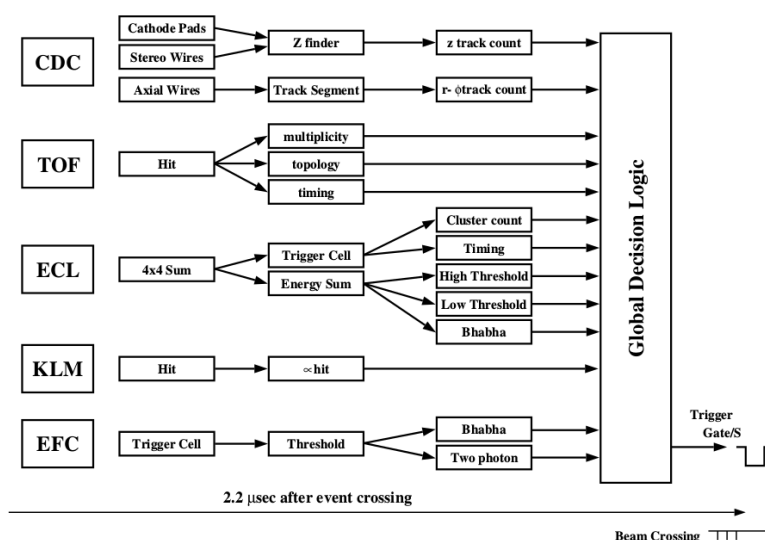 Cathode Pads
CDC
Z finder
z track count
Stereo Wires
Axial Wires
Track Segment
r- ϕtrack count
multiplicity
TOF
Hit
topology
timing
Cluster count
Trigger Cell
Timing
ECL
4x4 Sum
High Threshold
Energy Sum
Low Threshold
Bhabha
KLM
Hit
∝hit
EFC
Trigger Cell
Threshold
Bhabha
Two photon
Global Decision Logic
Trigger
Gate/S
2.2 μsec after event crossing
Beam Crossing